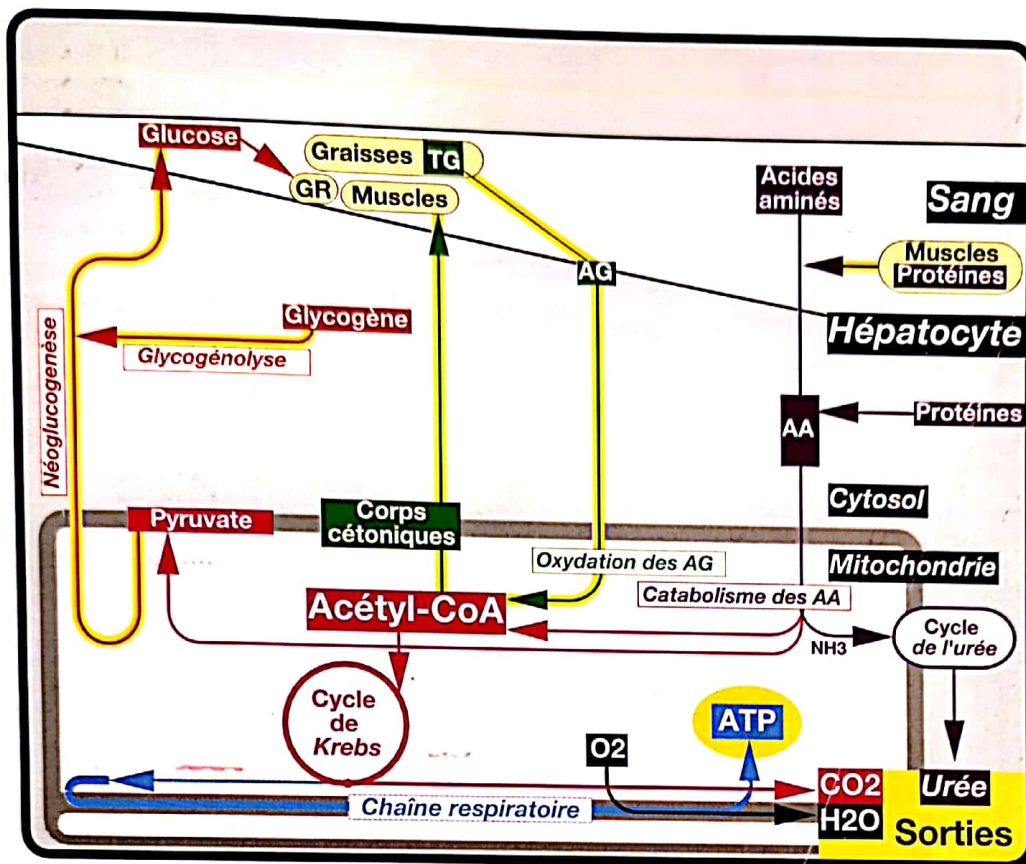 Glucose
Graisses TG
GR
Muscles
Acides
aminés
Sang
Muscles
Protéines
AG
Glycogène
Hépatocyte
Glycogénolyse
Néoglucogenèse
AA
Protéines
Cytosol
Pyruvate
Corps
cétoniques
Oxydation des AG
Mitochondrie
Catabolisme des AA
Acétyl-CoA
NH3
Cycle
de l'urée
Cycle
de
Krebs
ATP
O2
CO2
Urée
Chaîne respiratoire
H2O
Sorties